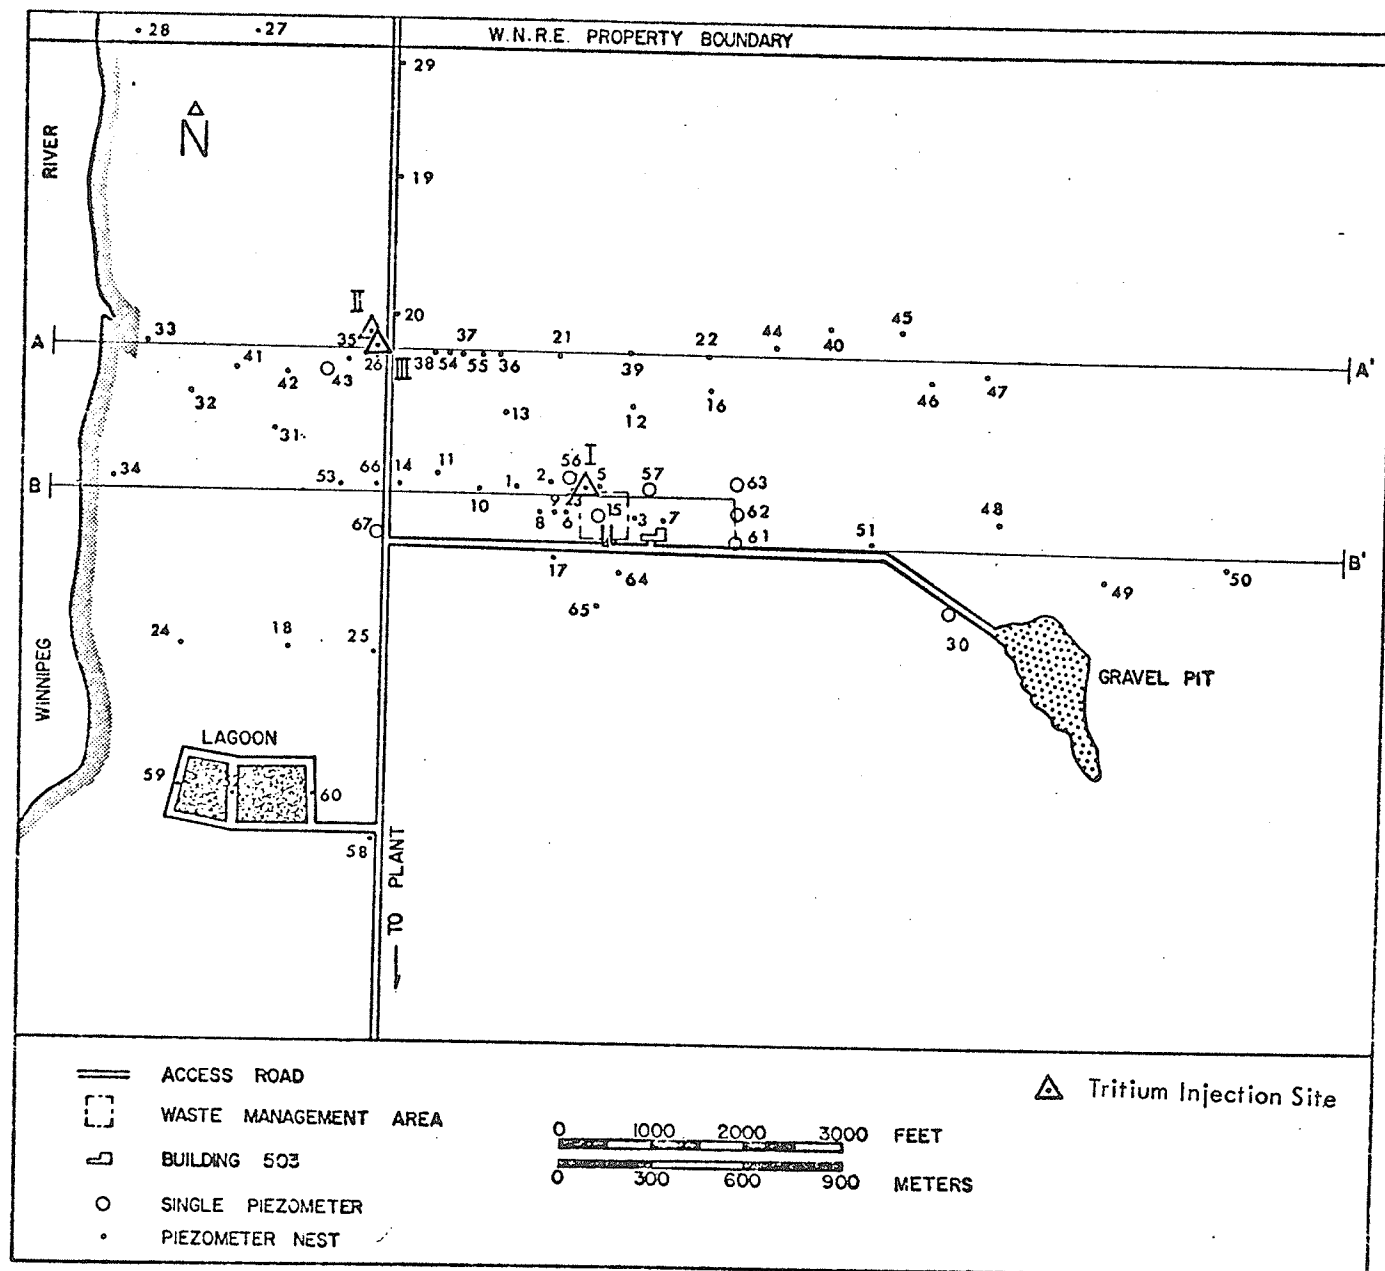 28
27
W.N.R.E. PROPERTY BOUNDARY
29
RIVER
N
19
II
20
33
35
37
21
22
44
40
45
A
41
42
43
26
III
38
54
55
36
39
A'
32
13
12
16
46
47
31
56
I
34
66
14
11
2
5
57
63
B
53
10
1
9
23
62
48
67
8
6
15
3
7
61
51
17
64
B'
50
49
65
24
18
25
30
WINNIPEG
GRAVEL PIT
LAGOON
59
60
58
TO PLANT
ACCESS ROAD
Tritium Injection Site
WASTE MANAGEMENT AREA
0 1000 2000 3000 FEET
BUILDING 503
0 300 600 900 METERS
SINGLE PIEZOMETER
PIEZOMETER NEST